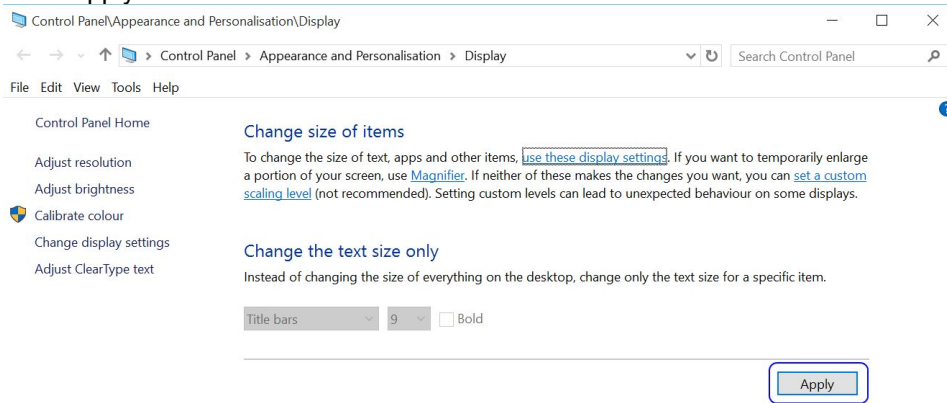 Control Panel\Appearance and Personalisation\Display
Control Panel > Appearance and Personalisation > Display
Search Control Panel
File Edit View Tools Help
Control Panel Home
Adjust resolution
Adjust brightness
Calibrate colour
Change display settings
Adjust ClearType text
Change size of items
To change the size of text, apps and other items, use these display settings. If you want to temporarily enlarge
a portion of your screen, use Magnifier. If neither of these makes the changes you want, you can set a custom
scaling level (not recommended). Setting custom levels can lead to unexpected behaviour on some displays.
Change the text size only
Instead of changing the size of everything on the desktop, change only the text size for a specific item.
Title bars 9 Bold
Apply